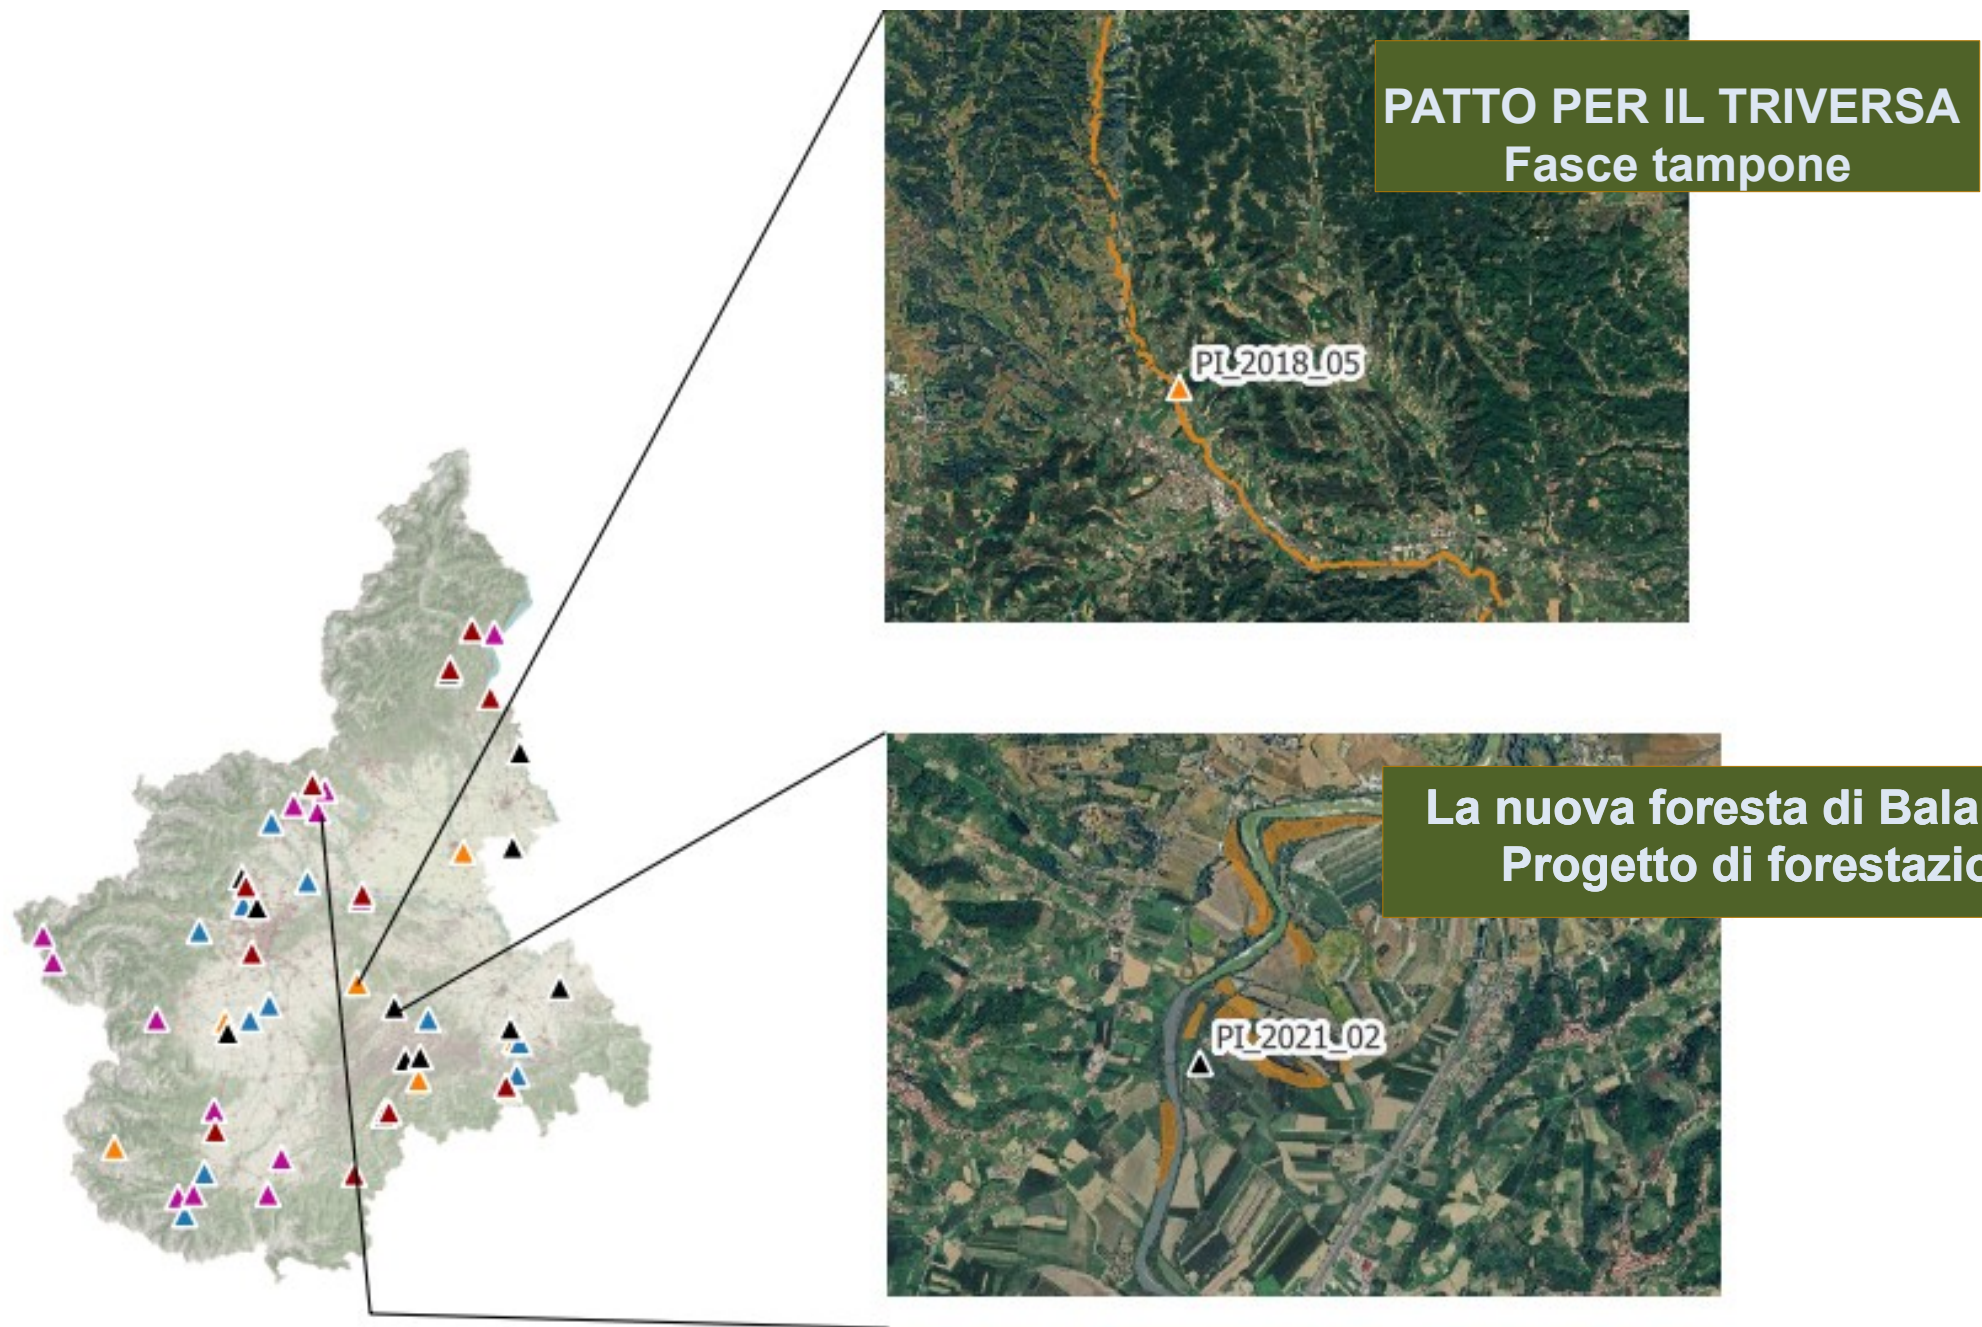 PATTO PER IL TRIVERSA
Fasce tampone
PI_2018_05
La nuova foresta di Bala
Progetto di forestazio
PI_2021_02